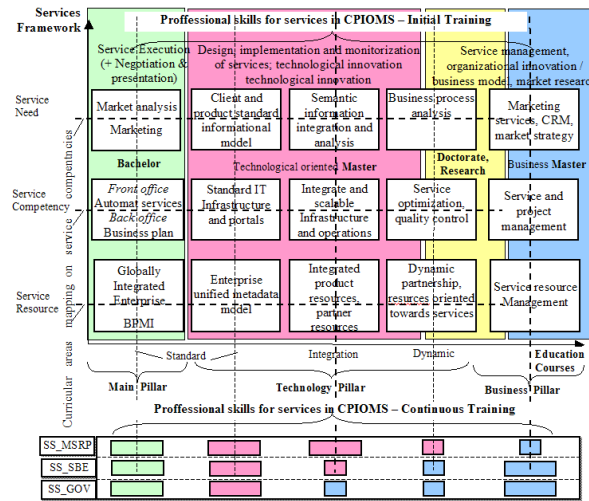 Services
Framework
Proffessional skills for services in CPIOMS – Initial Training
Service Execution
(+ Negntiation &
presentation)
Design, implementation and monitorization
of services; technological innovation
technological innovation
Service management,
organizational innovation /
business model, market research
Service
Need
Market analysis
Marketing
Client and
product standard
informational
model
Semantic
information
integration and
analysis
Business process
analysis
Marketing
services, CRM,
market strategy
Bachelor
Technological oriented Master
Doctorate,
Research
Business Master
Service
Competency
Front office
Automat services
Back office
Business plan
Standard IT
Infrastructure
and portals
Integrate and
scalable
Infrastructure
and operations
Service
optimization,
quality control
Service and
project
management
Service
Resource
Globally
Integrated
Enterprise
BPMI
Enterprise
unified metadata
model
Integrated
product
resources,
partner
resources
Dynamic
partnership,
resurces oriented
towards services
Service resource
Management
Curricular areas mapping on service compentncies
Standard
Integration
Dynamic
Education
Courses
Main Pillar
Technology Pillar
Business Pillar
Proffessional skills for services in CPIOMS – Continuous Training
SS_MSRP
SS_SBE
SS_GOV